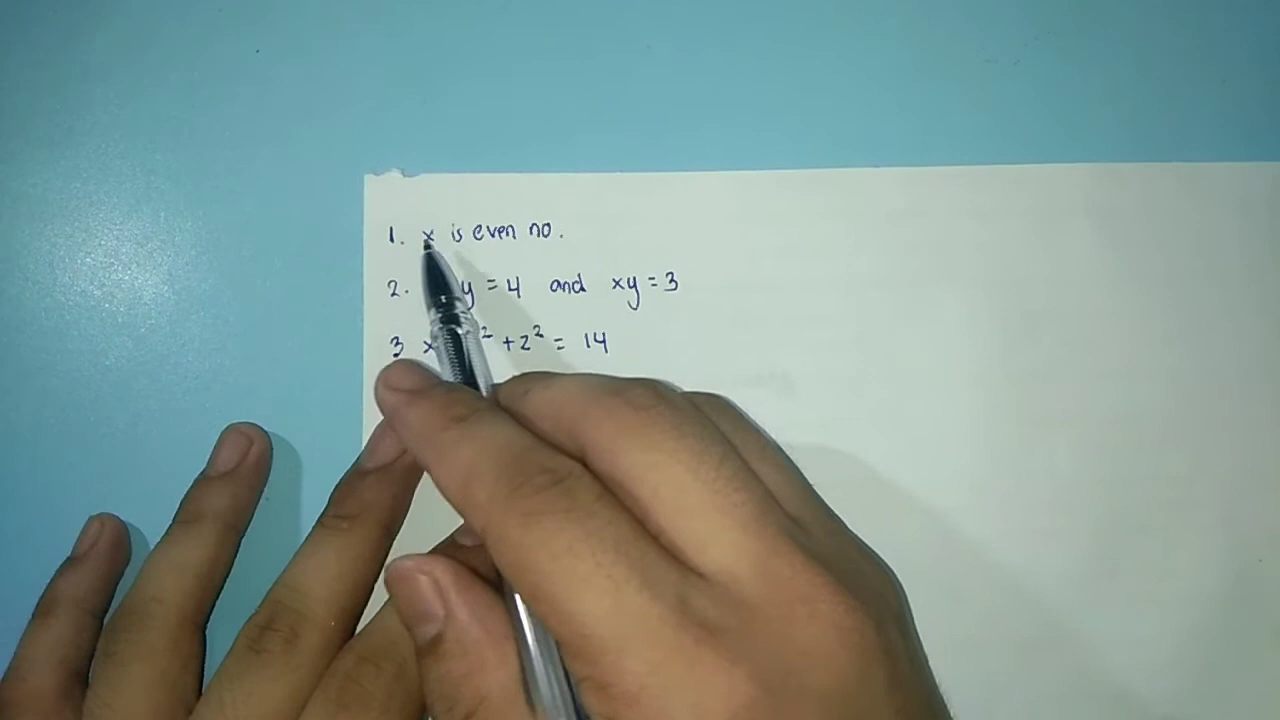 1. x is even no.
2. y = 4 and xy = 3
3 x ² + z² = 14